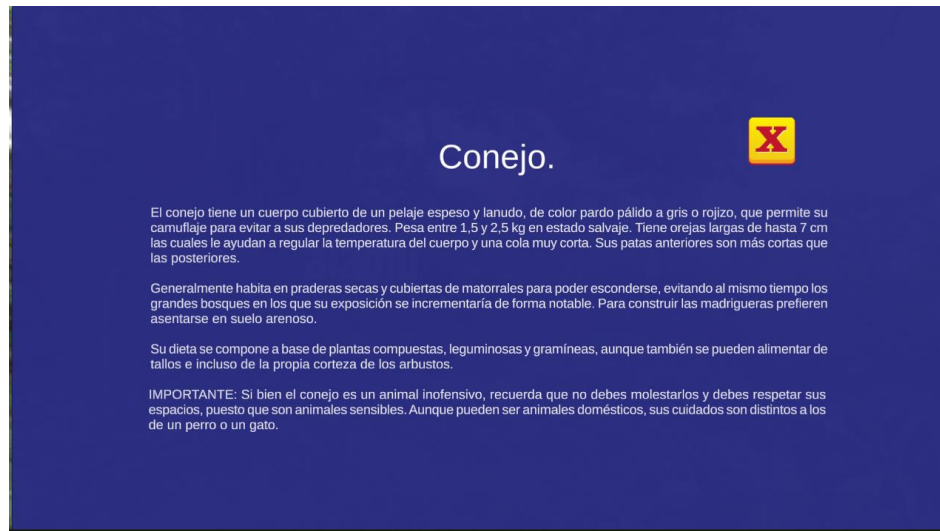 X
Conejo.
El conejo tiene un cuerpo cubierto de un pelaje espeso y lanudo, de color pardo pálido a gris o rojizo, que permite su
camuflaje para evitar a sus depredadores. Pesa entre 1,5 y 2,5 kg en estado salvaje. Tiene orejas largas de hasta 7 cm
las cuales le ayudan a regular la temperatura del cuerpo y una cola muy corta. Sus patas anteriores son más cortas que
las posteriores.
Generalmente habita en praderas secas y cubiertas de matorrales para poder esconderse, evitando al mismo tiempo los
grandes bosques en los que su exposición se incrementaría de forma notable. Para construir las madrigueras prefieren
asentarse en suelo arenoso.
Su dieta se compone a base de plantas compuestas, leguminosas y gramíneas, aunque también se pueden alimentar de
tallos e incluso de la propia corteza de los arbustos.
IMPORTANTE: Si bien el conejo es un animal inofensivo, recuerda que no debes molestarlos y debes respetar sus
espacios, puesto que son animales sensibles. Aunque pueden ser animales domésticos, sus cuidados son distintos a los
de un perro o un gato.